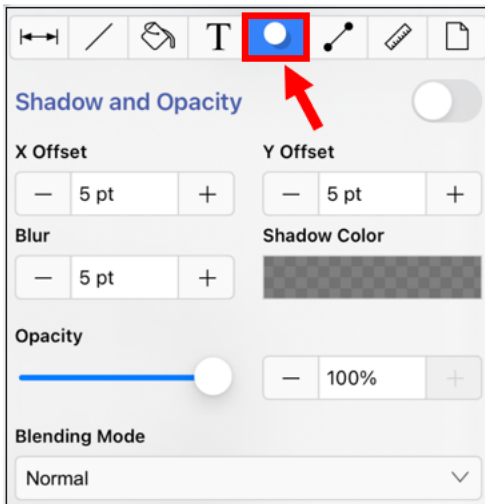 T
Shadow and Opacity
X Offset Y Offset
— 5 pt + — 5 pt +
Blur Shadow Color
— 5 pt +
Opacity
— 100% +
Blending Mode
Normal